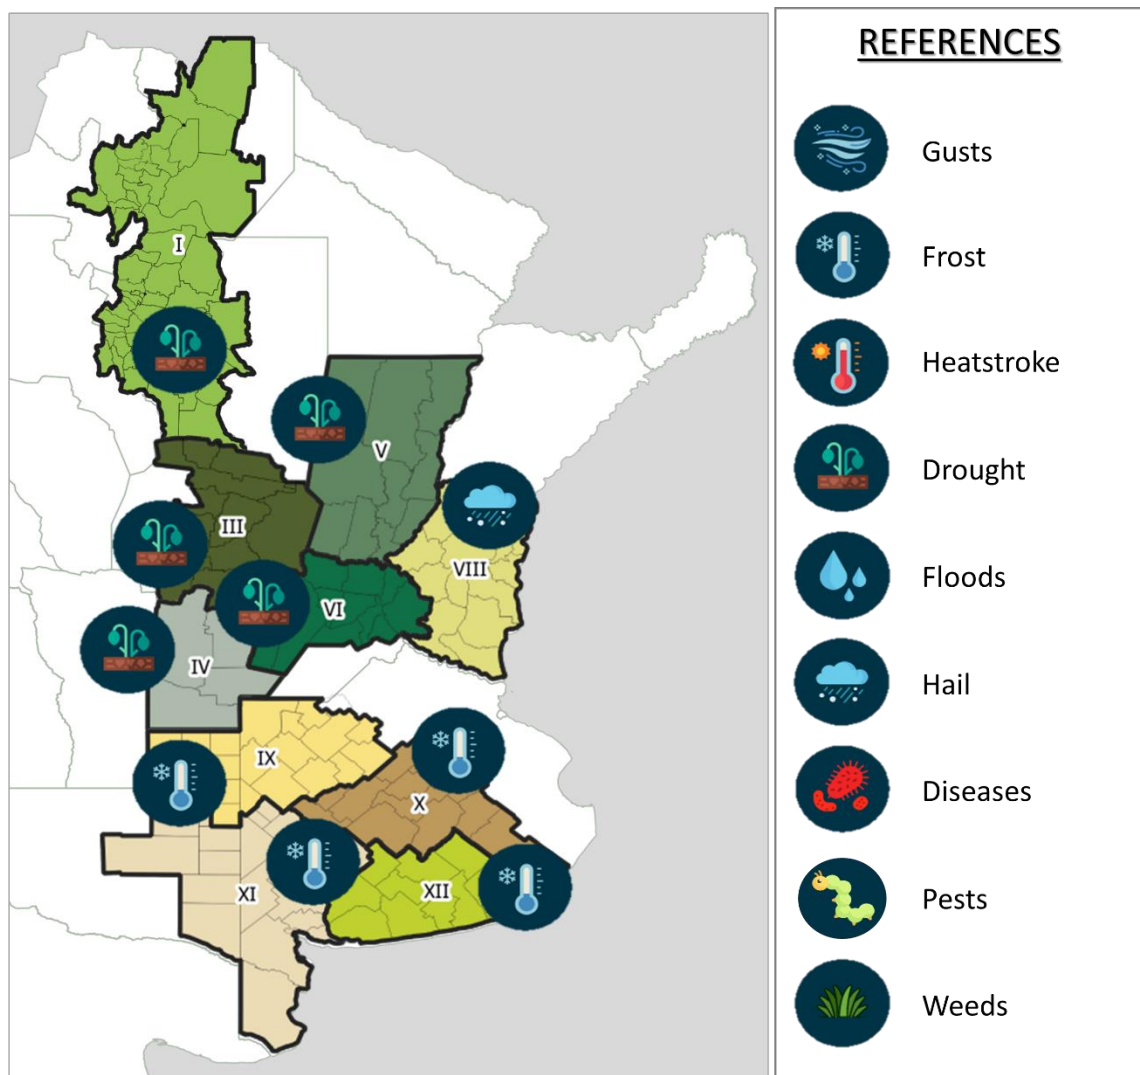 REFERENCES
Gusts
Frost
Heatstroke
Drought
Floods
Hail
Diseases
Pests
Weeds
I
V
III
VIII
VI
IV
IX
X
XI
XII